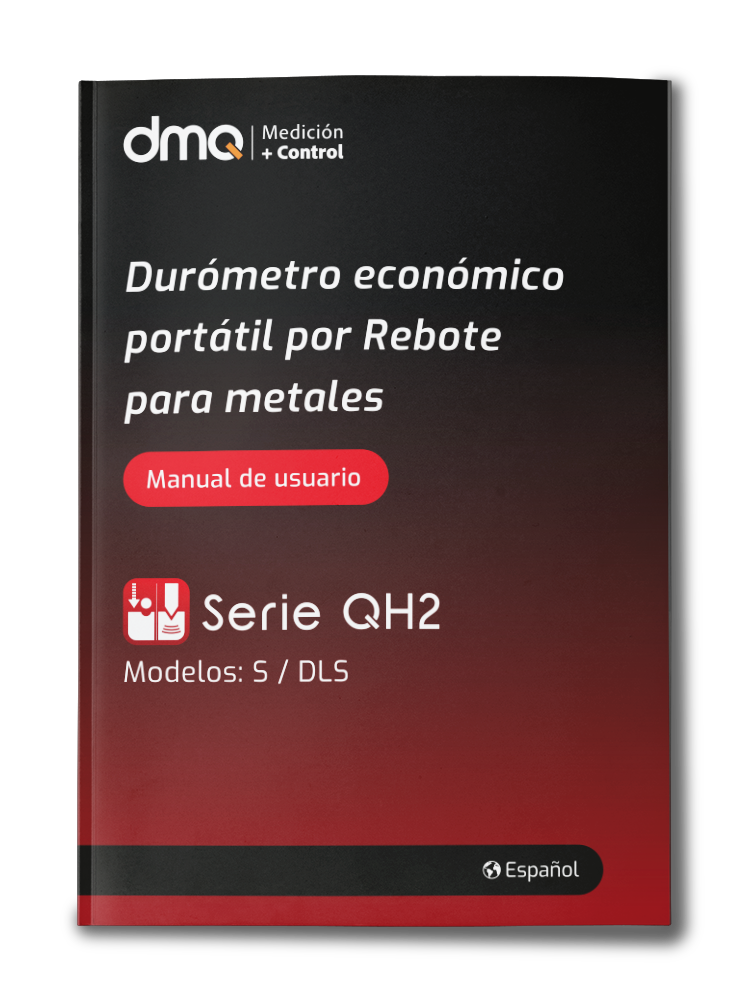 dmq
Medición
+ Control
Durómetro económico
portátil por Rebote
para metales
Manual de usuario
Serie QH2
Modelos: S / DLS
Español